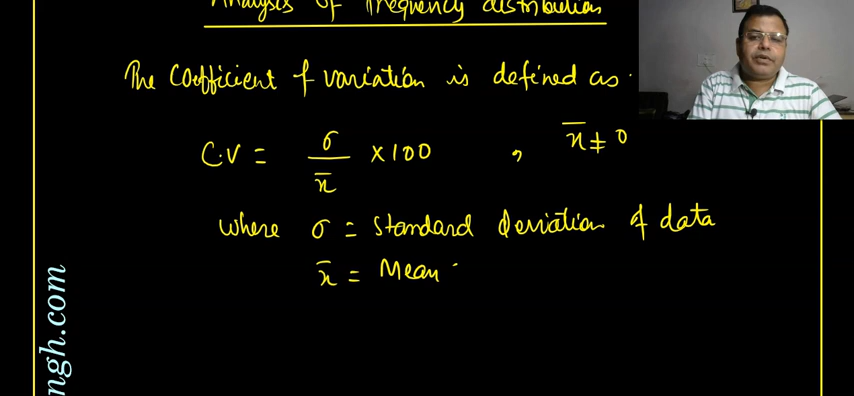 Analysis of frequency distribution
The Coefficient of variation is defined as.
C.V = σ/x̄ ×100 , x̄ ≠ 0
where σ = Standard Deviation of data
x̄ = Mean.
ngh.com